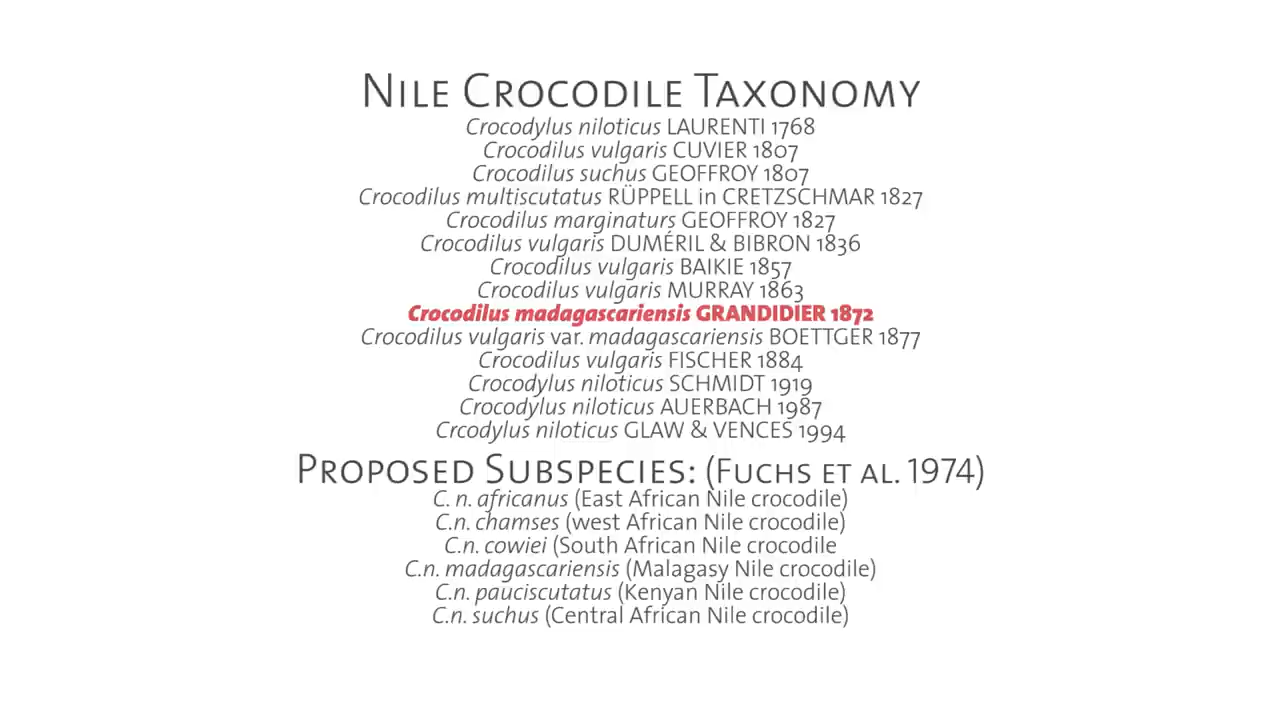 Nile Crocodile Taxonomy
Crocodylus niloticus LAURENTI 1768
Crocodilus vulgaris CUVIER 1807
Crocodilus suchus GEOFFROY 1807
Crocodilus multiscutatus RÜPPELL in CRETZSCHMAR 1827
Crocodilus marginaturs GEOFFROY 1827
Crocodilus vulgaris DUMÉRIL & BIBRON 1836
Crocodilus vulgaris BAIKIE 1857
Crocodilus vulgaris MURRAY 1863
Crocodilus madagascariensis GRANDIDIER 1872
Crocodilus vulgaris var. madagascariensis BOETTGER 1877
Crocodilus vulgaris FISCHER 1884
Crocodylus niloticus SCHMIDT 1919
Crocodylus niloticus AUERBACH 1987
Crcodylus niloticus GLAW & VENCES 1994
Proposed Subspecies: (Fuchs et al. 1974)
C. n. africanus (East African Nile crocodile)
C.n. chamses (west African Nile crocodile)
C.n. cowiei (South African Nile crocodile
C.n. madagascariensis (Malagasy Nile crocodile)
C.n. pauciscutatus (Kenyan Nile crocodile)
C.n. suchus (Central African Nile crocodile)